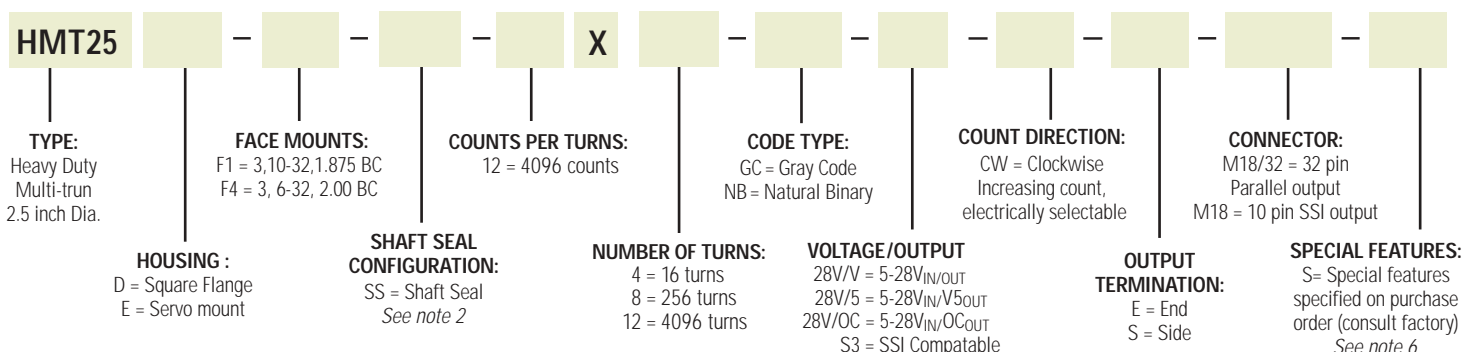 HMT25 – – – X – – – – – –
TYPE:
Heavy Duty
Multi-trun
2.5 inch Dia.
HOUSING :
D = Square Flange
E = Servo mount
FACE MOUNTS:
F1 = 3,10-32,1.875 BC
F4 = 3, 6-32, 2.00 BC
SHAFT SEAL
CONFIGURATION:
SS = Shaft Seal
See note 2
COUNTS PER TURNS:
12 = 4096 counts
NUMBER OF TURNS:
4 = 16 turns
8 = 256 turns
12 = 4096 turns
CODE TYPE:
GC = Gray Code
NB = Natural Binary
VOLTAGE/OUTPUT
28V/V = 5-28VIN/OUT
28V/5 = 5-28VIN/V5OUT
28V/OC = 5-28VIN/OCOUT
S3 = SSI Compatable
COUNT DIRECTION:
CW = Clockwise
Increasing count,
electrically selectable
OUTPUT
TERMINATION:
E = End
S = Side
CONNECTOR:
M18/32 = 32 pin
Parallel output
M18 = 10 pin SSI output
SPECIAL FEATURES:
S= Special features
specified on purchase
order (consult factory)
See note 6